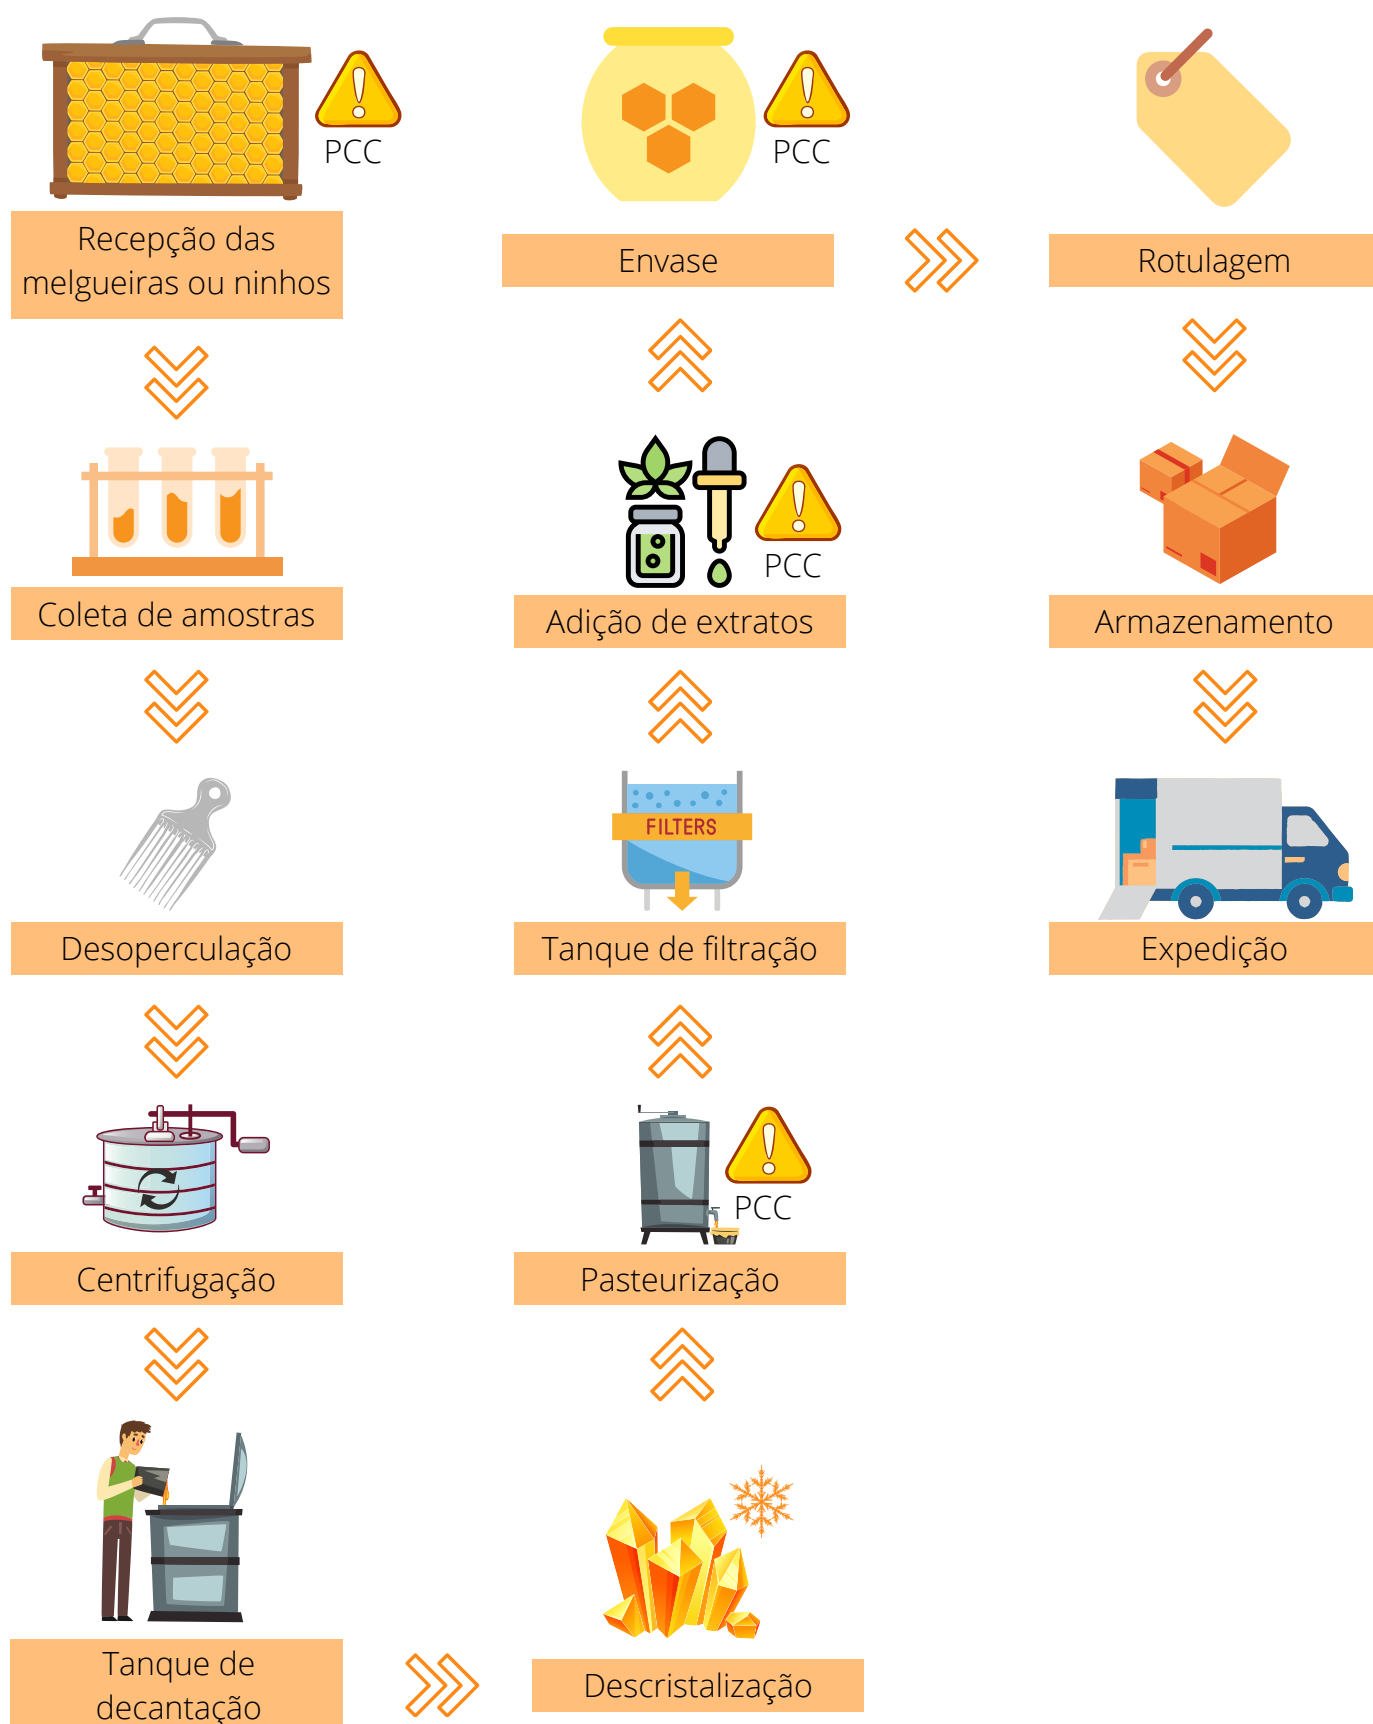 PCC
Recepção das
melgueiras ou ninhos
Coleta de amostras
Desoperculação
Centrifugação
Tanque de
decantação
Descristalização
PCC
Pasteurização
FILTERS
Tanque de filtração
PCC
Adição de extratos
PCC
Envase
Rotulagem
Armazenamento
Expedição